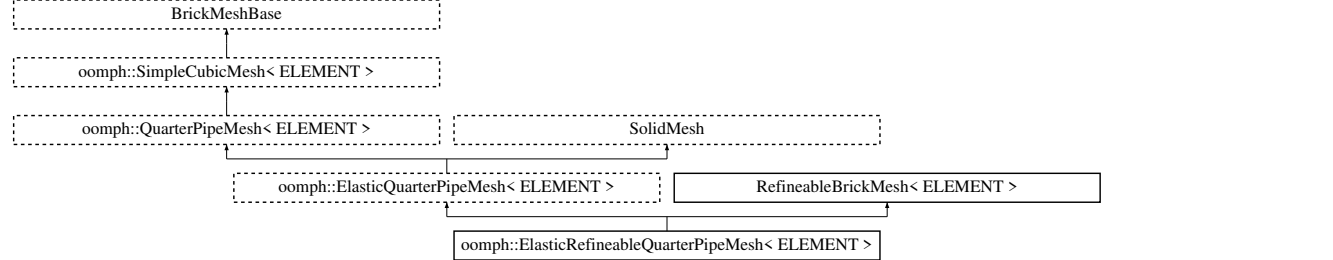 BrickMeshBase
oomph::SimpleCubicMesh< ELEMENT >
oomph::QuarterPipeMesh< ELEMENT >
SolidMesh
oomph::ElasticQuarterPipeMesh< ELEMENT >
RefineableBrickMesh< ELEMENT >
oomph::ElasticRefineableQuarterPipeMesh< ELEMENT >